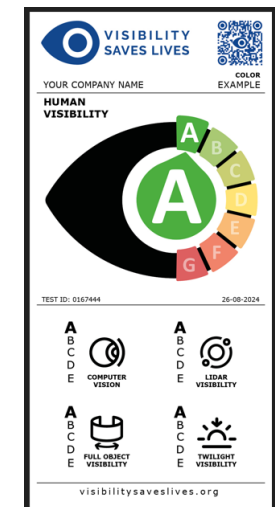 VISIBILITY
SAVES LIVES
YOUR COMPANY NAME
COLOR
EXAMPLE
HUMAN
VISIBILITY
A
B
C
D
E
F
G
A
TEST ID: 0167444
26-08-2024
A
B
C
D
E
COMPUTER
VISION
A
B
C
D
E
LIDAR
VISIBILITY
A
B
C
D
E
FULL OBJECT
VISIBILITY
A
B
C
D
E
TWILIGHT
VISIBILITY
visibilitysaveslives.org